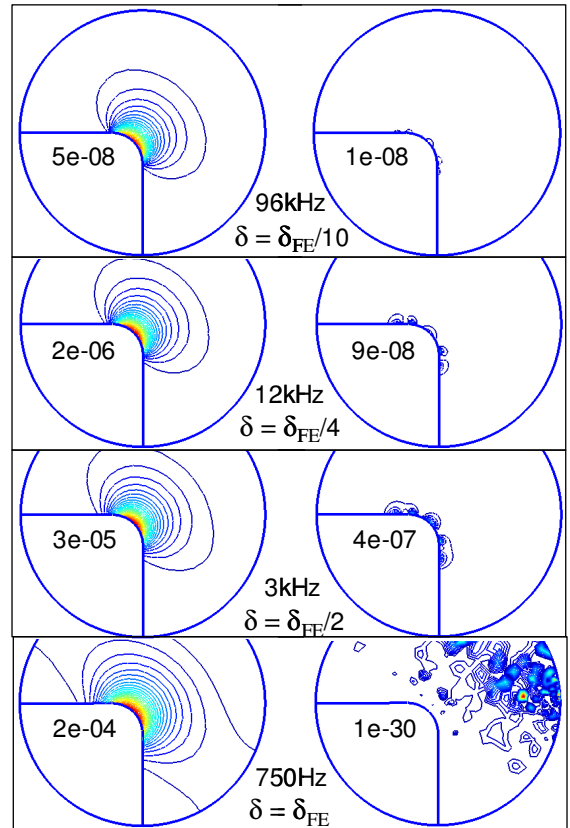 5e-08 1e-08
96kHz
δ = δFE/10
2e-06 9e-08
12kHz
δ = δFE/4
3e-05 4e-07
3kHz
δ = δFE/2
2e-04 1e-30
750Hz
δ = δFE